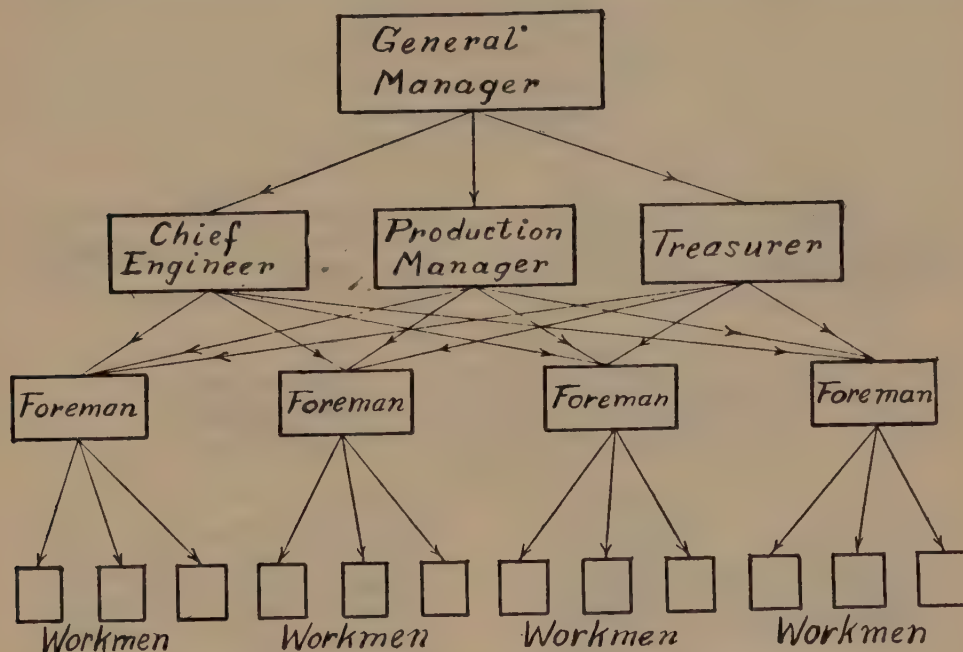 General
Manager
Chief
Engineer
Production
Manager
Treasurer
Foreman
Foreman
Foreman
Foreman
Workmen
Workmen
Workmen
Workmen